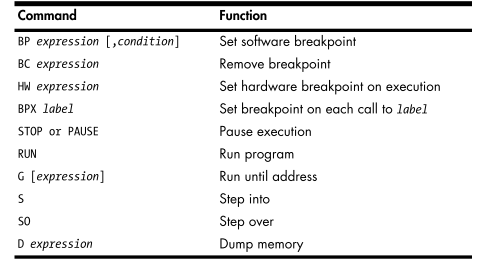 Command Function
BP expression [,condition] Set software breakpoint
BC expression Remove breakpoint
HW expression Set hardware breakpoint on execution
BPX label Set breakpoint on each call to label
STOP or PAUSE Pause execution
RUN Run program
G [expression] Run until address
S Step into
SO Step over
D expression Dump memory